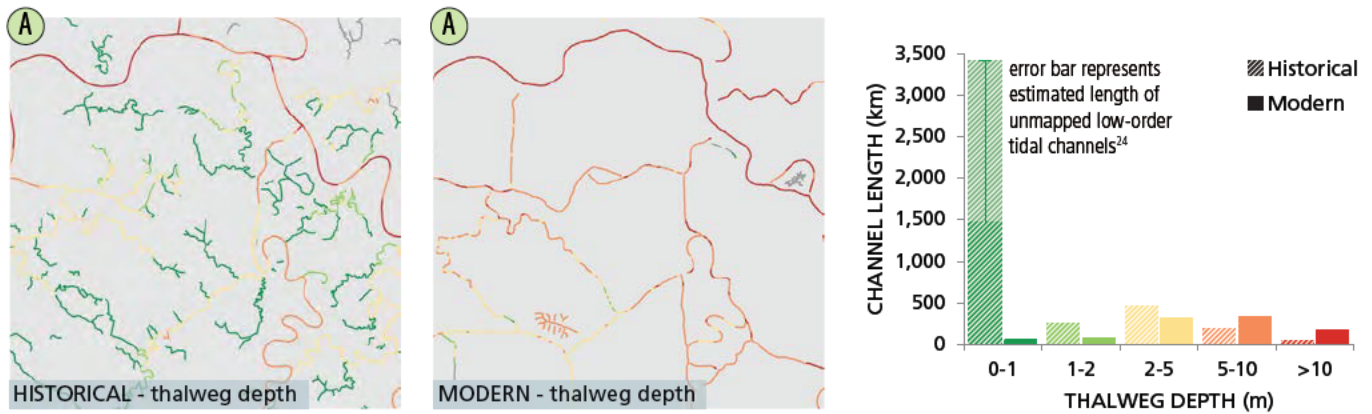 A
HISTORICAL - thalweg depth
A
MODERN - thalweg depth
CHANNEL LENGTH (km)
3,500
3,000
2,500
2,000
1,500
1,000
500
0
error bar represents
estimated length of
unmapped low-order
tidal channels24
Historical
Modern
0-1 1-2 2-5 5-10 >10
THALWEG DEPTH (m)